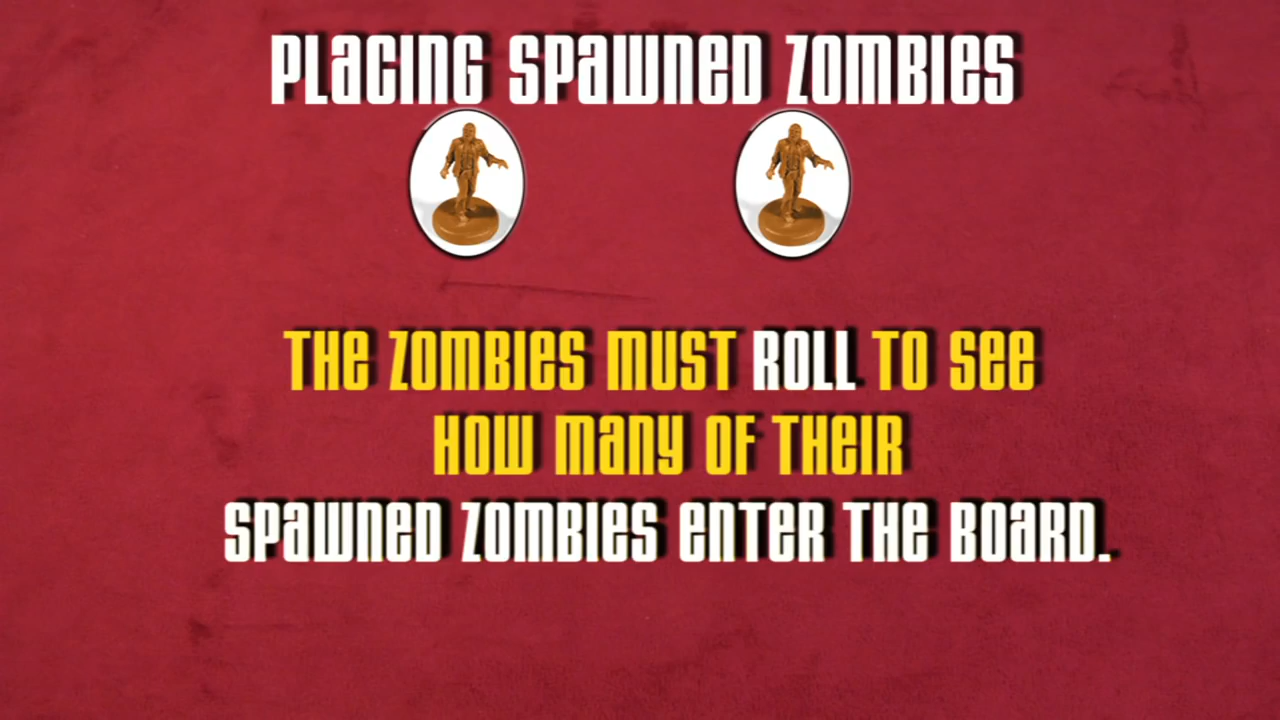 PLACING SPAWNED ZOMBIES
THE ZOMBIES MUST ROLL TO SEE
HOW MANY OF THEIR
SPAWNED ZOMBIES ENTER THE BOARD.